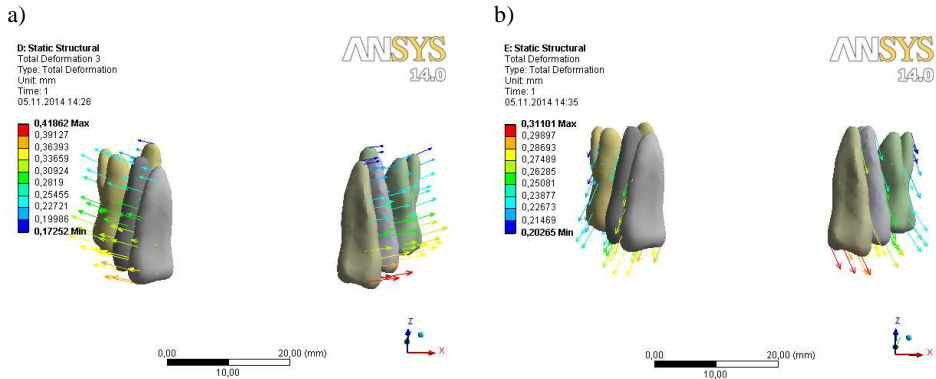 a)
D: Static Structural
Total Deformation 3
Type: Total Deformation
Unit: mm
Time: 1
05.11.2014 14:26
0,41862 Max
0,39127
0,36393
0,33659
0,30924
0,2819
0,25455
0,22721
0,19986
0,17252 Min
ANSYS
14.0
0,00
20,00 (mm)
10,00
Z
X
b)
E: Static Structural
Total Deformation
Type: Total Deformation
Unit: mm
Time: 1
05.11.2014 14:35
0,31101 Max
0,29897
0,28693
0,27489
0,26285
0,25081
0,23877
0,22673
0,21469
0,20265 Min
ANSYS
14.0
0,00
20,00 (mm)
10,00
Z
X